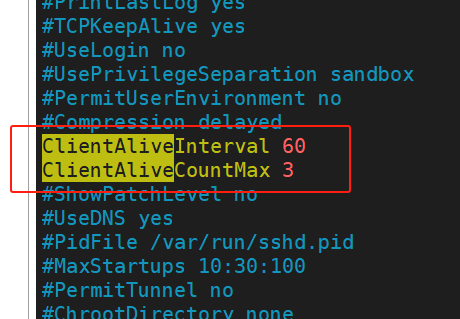 #PrintLastLog yes
#TCPKeepAlive yes
#UseLogin no
#UsePrivilegeSeparation sandbox
#PermitUserEnvironment no
#Compression delayed
ClientAliveInterval 60
ClientAliveCountMax 3
#ShowPatchLevel no
#UseDNS yes
#PidFile /var/run/sshd.pid
#MaxStartups 10:30:100
#PermitTunnel no
#ChrootDirectory none